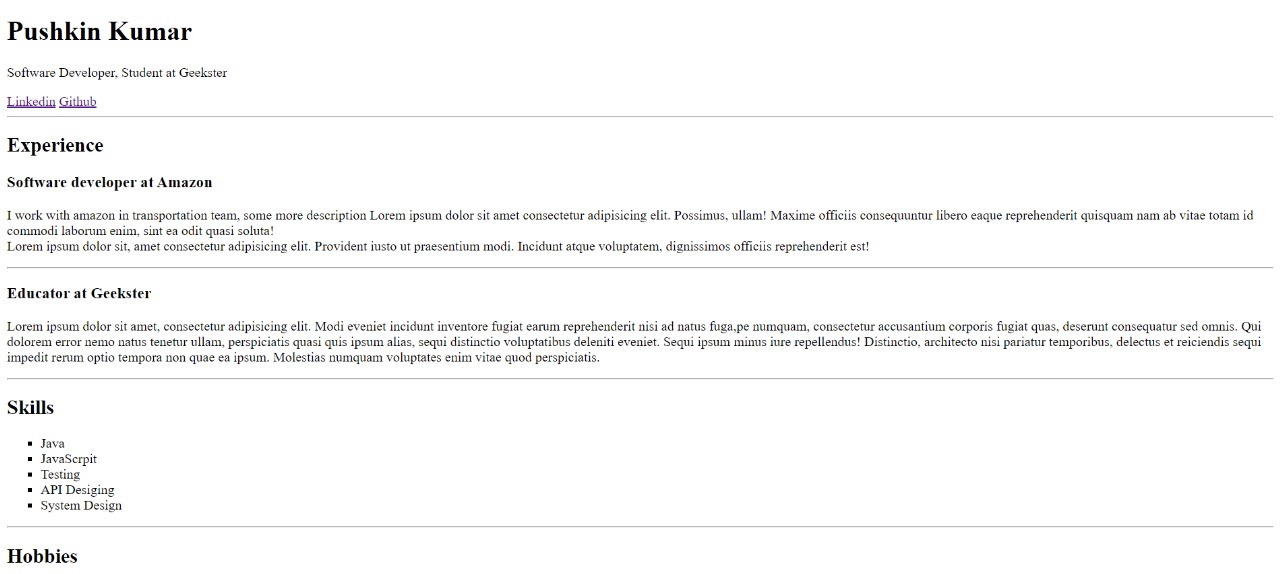 Pushkin Kumar
Software Developer, Student at Geekster
Linkedin Github
Experience
Software developer at Amazon
I work with amazon in transportation team, some more description Lorem ipsum dolor sit amet consectetur adipisicing elit. Possimus, ullam! Maxime officiis consequuntur libero eaque reprehenderit quisquam nam ab vitae totam id
commodi laborum enim, sint ea odit quasi soluta!
Lorem ipsum dolor sit, amet consectetur adipisicing elit. Provident iusto ut praesentium modi. Incidunt atque voluptatem, dignissimos officiis reprehenderit est!
Educator at Geekster
Lorem ipsum dolor sit amet, consectetur adipisicing elit. Modi eveniet incidunt inventore fugiat earum reprehenderit nisi ad natus fuga,pe numquam, consectetur accusantium corporis fugiat quas, deserunt consequatur sed omnis. Qui
dolorem error nemo natus tenetur ullam, perspiciatis quasi quis ipsum alias, sequi distinctio voluptatibus deleniti eveniet. Sequi ipsum minus iure repellendus! Distinctio, architecto nisi pariatur temporibus, delectus et reiciendis sequi
impedit rerum optio tempora non quae ea ipsum. Molestias numquam voluptates enim vitae quod perspiciatis.
Skills
Java
JavaScrpit
Testing
API Desiging
System Design
Hobbies